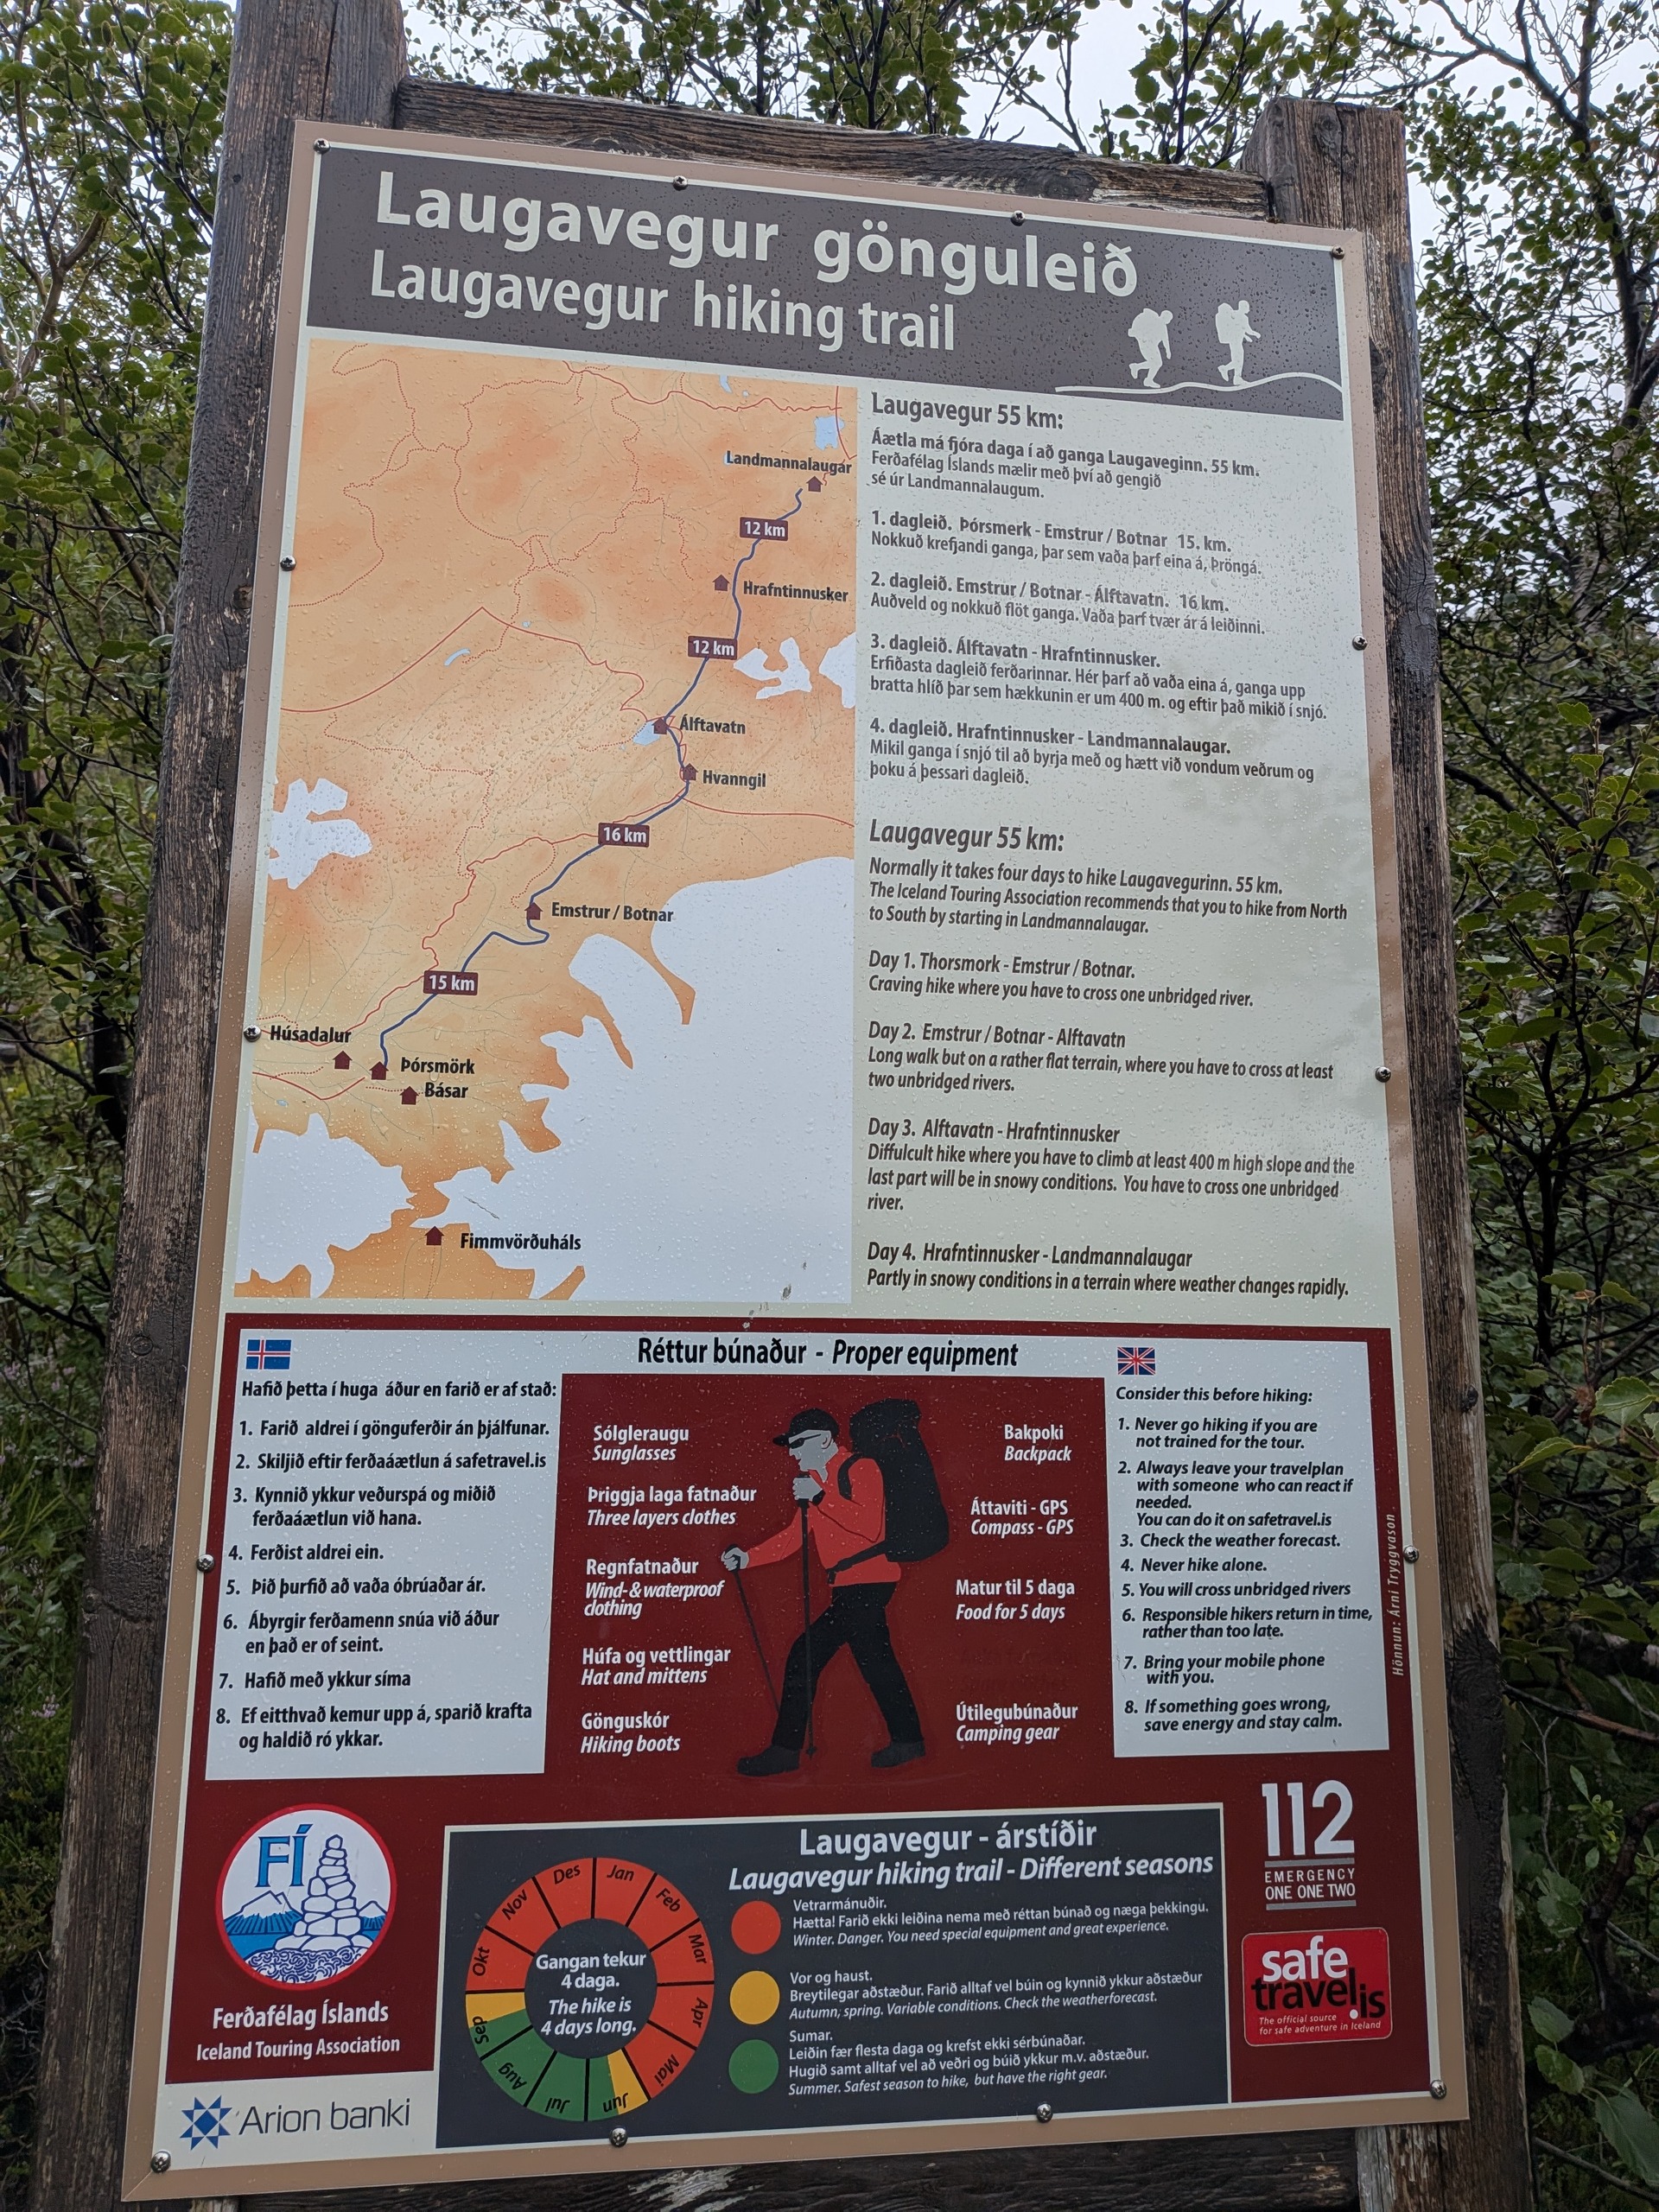 Laugavegur gönguleið
Laugavegur hiking trail
Landmannalaugar
12 km
Hrafntinnusker
12 km
Álftavatn
Hvanngil
16 km
Emstrur / Botnar
15 km
Húsadalur
Þórsmörk
Básar
Fimmvörðuháls
Laugavegur 55 km:
Áætla má fjóra daga í að ganga Laugaveginn. 55 km.
Ferðafélag Íslands mælir með því að gengið
sé úr Landmannalaugum.
1. dagleið. Þórsmerk - Emstrur / Botnar 15. km.
Nokkuð krefjandi ganga, þar sem vaða þarf eina á, Þröngá.
2. dagleið. Emstrur / Botnar - Álftavatn. 16 km.
Auðveld og nokkuð flöt ganga. Vaða þarf tvær ár á leiðinni.
3. dagleið. Álftavatn - Hrafntinnusker.
Erfiðasta dagleið ferðarinnar. Hér þarf að vaða eina á, ganga upp
bratta hlíð þar sem hækkunin er um 400 m. og eftir það mikið í snjó.
4. dagleið. Hrafntinnusker - Landmannalaugar.
Mikil ganga í snjó til að byrja með og hætt við vondum veðrum og
þoku á þessari dagleið.
Laugavegur 55 km:
Normally it takes four days to hike Laugavegurinn. 55 km.
The Iceland Touring Association recommends that you to hike from North
to South by starting in Landmannalaugar.
Day 1. Thorsmork - Emstrur / Botnar.
Craving hike where you have to cross one unbridged river.
Day 2. Emstrur / Botnar - Alftavatn
Long walk but on a rather flat terrain, where you have to cross at least
two unbridged rivers.
Day 3. Alftavatn - Hrafntinnusker
Diffulcult hike where you have to climb at least 400 m high slope and the
last part will be in snowy conditions. You have to cross one unbridged
river.
Day 4. Hrafntinnusker - Landmannalaugar
Partly in snowy conditions in a terrain where weather changes rapidly.
Réttur búnaður - Proper equipment
Hafið þetta í huga áður en farið er af stað:
1. Farið aldrei í gönguferðir án þjálfunar.
2. Skiljið eftir ferðaáætlun á safetravel.is
3. Kynnið ykkur veðurspá og miðið
ferðaáætlun við hana.
4. Ferðist aldrei ein.
5. Þið þurfið að vaða óbrúaðar ár.
6. Ábyrgir ferðamenn snúa við áður
en það er of seint.
7. Hafið með ykkur síma
8. Ef eitthvað kemur upp á, sparið krafta
og haldið ró ykkar.
Sólgleraugu
Sunglasses
Þriggja laga fatnaður
Three layers clothes
Regnfatnaður
Wind- & waterproof
clothing
Húfa og vettlingar
Hat and mittens
Gönguskór
Hiking boots
Bakpoki
Backpack
Áttaviti - GPS
Compass - GPS
Matur til 5 daga
Food for 5 days
Útilegubúnaður
Camping gear
Consider this before hiking:
1. Never go hiking if you are
not trained for the tour.
2. Always leave your travelplan
with someone who can react if
needed.
You can do it on safetravel.is
3. Check the weather forecast.
4. Never hike alone.
5. You will cross unbridged rivers
6. Responsible hikers return in time,
rather than too late.
7. Bring your mobile phone
with you.
8. If something goes wrong,
save energy and stay calm.
Hönnun: Árni Tryggvason
FÍ
Ferðafélag Íslands
Iceland Touring Association
Arion banki
Laugavegur - árstíðir
Laugavegur hiking trail - Different seasons
Jan
Feb
Mar
Apr
Mai
Jun
Jul
Aug
Sep
Okt
Nov
Des
Gangan tekur
4 daga.
The hike is
4 days long.
Vetrarmánuðir.
Hætta! Farið ekki leiðina nema með réttan búnað og næga þekkingu.
Winter. Danger. You need special equipment and great experience.
Vor og haust.
Breytilegar aðstæður. Farið alltaf vel búin og kynnið ykkur aðstæður
Autumn, spring. Variable conditions. Check the weatherforecast.
Sumar.
Leiðin fær flesta daga og krefst ekki sérbúnaðar.
Hugið samt alltaf vel að veðri og búið ykkur m.v. aðstæður.
Summer. Safest season to hike, but have the right gear.
112
EMERGENCY
ONE ONE TWO
safe
travel.is
The official source
for safe adventure in Iceland